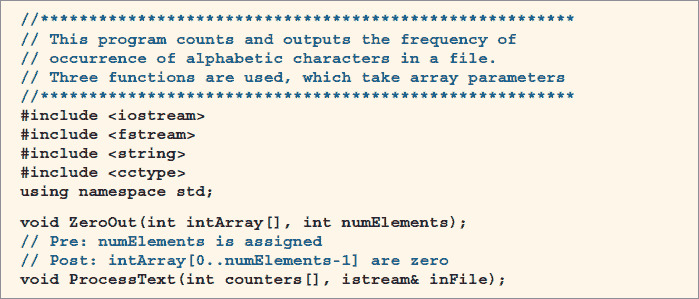 //*******************************************************
// This program counts and outputs the frequency of
// occurrence of alphabetic characters in a file.
// Three functions are used, which take array parameters
//*******************************************************
#include <iostream>
#include <fstream>
#include <string>
#include <cctype>
using namespace std;
void ZeroOut(int intArray[], int numElements);
// Pre: numElements is assigned
// Post: intArray[0..numElements-1] are zero
void ProcessText(int counters[], istream& inFile);